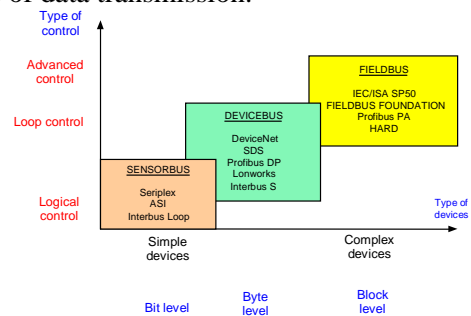 of data transmission.
Type of
control
Advanced
control
Loop control
Logical
control
FIELDBUS
IEC/ISA SP50
FIELDBUS FOUNDATION
Profibus PA
HARD
DEVICEBUS
DeviceNet
SDS
Profibus DP
Lonworks
Interbus S
SENSORBUS
Seriplex
ASI
Interbus Loop
Type of
devices
Simple
devices
Complex
devices
Bit level
Byte
level
Block
level